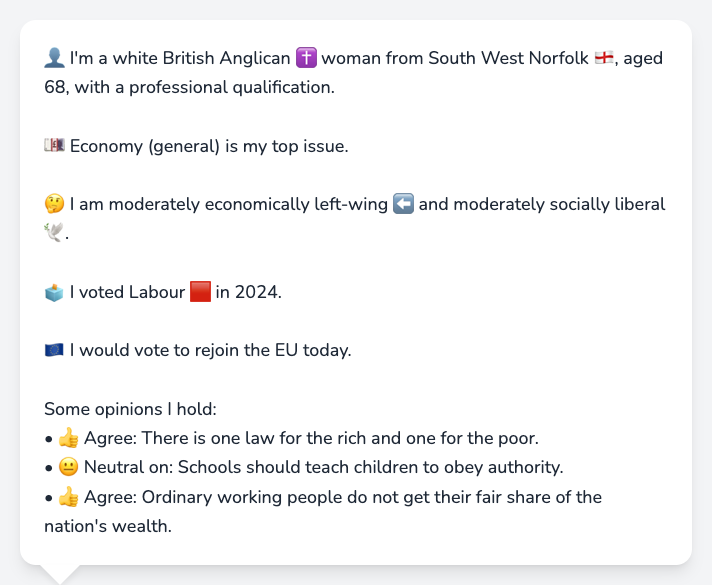 👤 I'm a white British Anglican ✝️ woman from South West Norfolk 🏴󠁧󠁢󠁥󠁮󠁧󠁿, aged
68, with a professional qualification.
💷 Economy (general) is my top issue.
🤔 I am moderately economically left-wing ⬅️ and moderately socially liberal
🕊️.
🗳️ I voted Labour 🟥 in 2024.
🇪🇺 I would vote to rejoin the EU today.
Some opinions I hold:
• 👍 Agree: There is one law for the rich and one for the poor.
• 😐 Neutral on: Schools should teach children to obey authority.
• 👍 Agree: Ordinary working people do not get their fair share of the
nation's wealth.